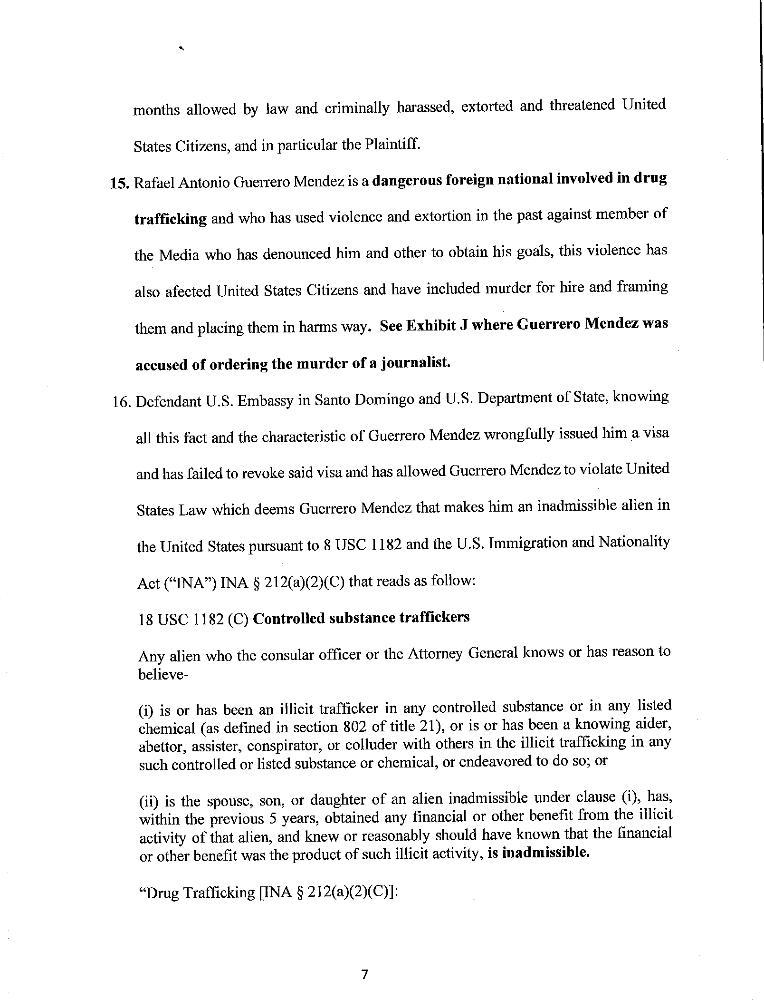 months allowed by law and criminally harassed, extorted and threatened United
States Citizens, and in particular the Plaintiff.
15. Rafael Antonio Guerrero Mendez is a dangerous foreign national involved in drug
trafficking and who has used violence and extortion in the past against member of
the Media who has denounced him and other to obtain his goals, this violence has
also afected United States Citizens and have included murder for hire and framing
them and placing them in harms way. See Exhibit J where Guerrero Mendez was
accused of ordering the murder of a journalist.
16. Defendant U.S. Embassy in Santo Domingo and U.S. Department of State, knowing
all this fact and the characteristic of Guerrero Mendez wrongfully issued him a visa
and has failed to revoke said visa and has allowed Guerrero Mendez to violate United
States Law which deems Guerrero Mendez that makes him an inadmissible alien in
the United States pursuant to 8 USC 1182 and the U.S. Immigration and Nationality
Act (“INA”) INA § 212(a)(2)(C) that reads as follow:
18 USC 1182 (C) Controlled substance traffickers
Any alien who the consular officer or the Attorney General knows or has reason to
believe-
(i) is or has been an illicit trafficker in any controlled substance or in any listed
chemical (as defined in section 802 of title 21), or is or has been a knowing aider,
abettor, assister, conspirator, or colluder with others in the illicit trafficking in any
such controlled or listed substance or chemical, or endeavored to do so; or
(ii) is the spouse, son, or daughter of an alien inadmissible under clause (i), has,
within the previous 5 years, obtained any financial or other benefit from the illicit
activity of that alien, and knew or reasonably should have known that the financial
or other benefit was the product of such illicit activity, is inadmissible.
“Drug Trafficking [INA § 212(a)(2)(C)]:
7